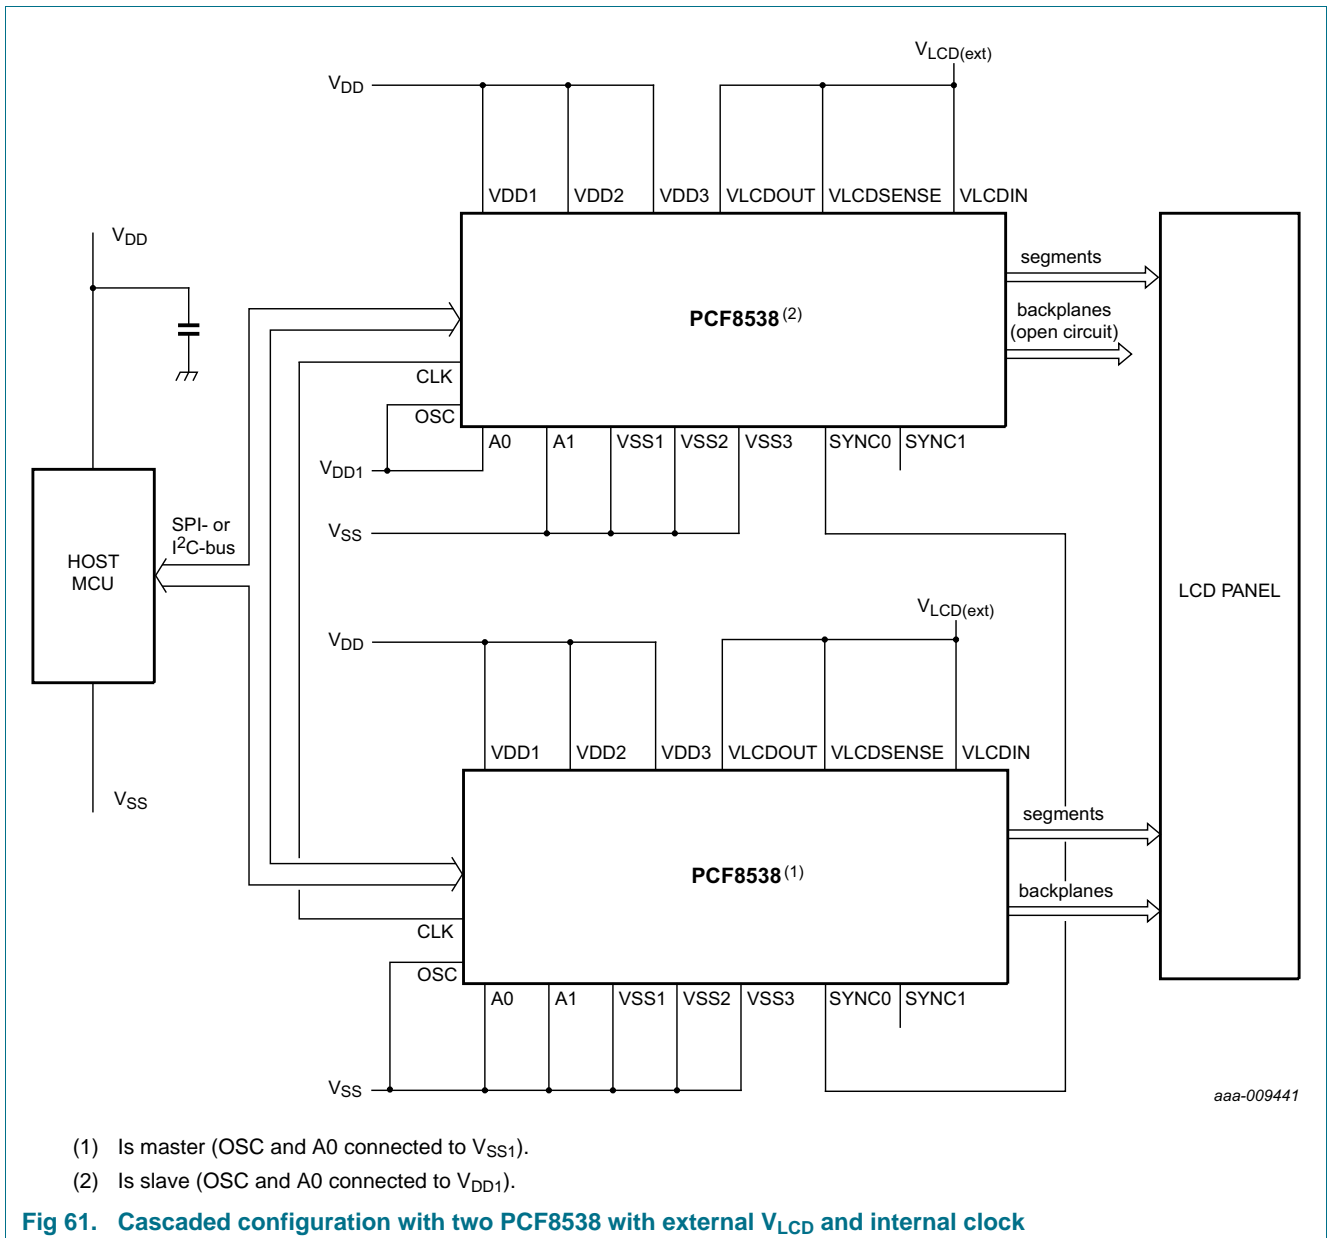 VLCD(ext)
VDD
VDD1 VDD2 VDD3 VLCDOUT VLCDSENSE VLCDIN
VDD
segments
backplanes
(open circuit)
PCF8538(2)
CLK
OSC
A0 A1 VSS1 VSS2 VSS3 SYNC0 SYNC1
VDD1
SPI- or
I2C-bus
VSS
HOST
MCU
LCD PANEL
VLCD(ext)
VDD
VDD1 VDD2 VDD3 VLCDOUT VLCDSENSE VLCDIN
VSS
segments
PCF8538(1)
backplanes
CLK
OSC
A0 A1 VSS1 VSS2 VSS3 SYNC0 SYNC1
VSS
aaa-009441
(1) Is master (OSC and A0 connected to VSS1).
(2) Is slave (OSC and A0 connected to VDD1).
Fig 61. Cascaded configuration with two PCF8538 with external VLCD and internal clock